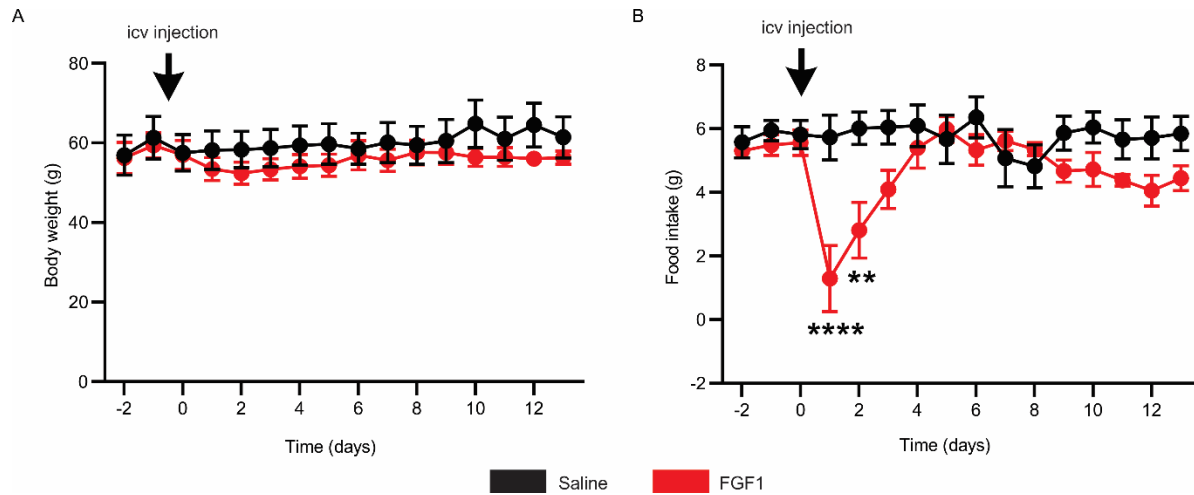 A
icv injection
80
60
40
20
0
Body weight (g)
-2 0 2 4 6 8 10 12
Time (days)
B
icv injection
8
6
4
2
0
-2
Food intake (g)
**
****
-2 0 2 4 6 8 10 12
Time (days)
Saline FGF1